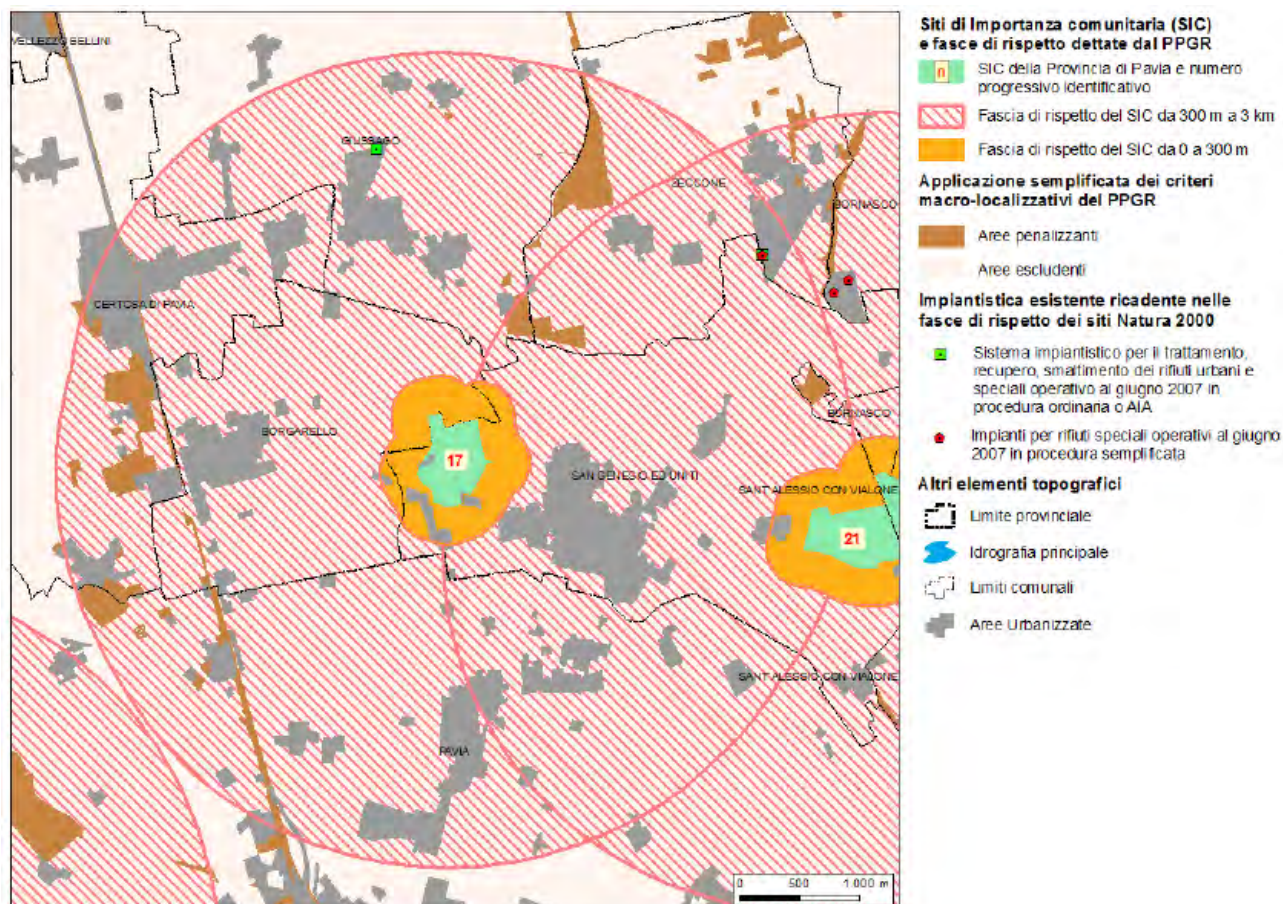 VELLEZZO BELLINI
GIUSSAGO
ZECCONE
BORNASCO
CERTOSA DI PAVIA
BORGARELLO
BORNASCO
17
SAN GENESIO ED UNITI
SANT'ALESSIO CON VIALONE
21
SANT'ALESSIO CON VIALONE
PAVIA
0 500 1.000 m
Siti di Importanza comunitaria (SIC)
e fasce di rispetto dettate dal PPGR
n
SIC della Provincia di Pavia e numero
progressivo identificativo
Fascia di rispetto del SIC da 300 m a 3 km
Fascia di rispetto del SIC da 0 a 300 m
Applicazione semplificata dei criteri
macro-localizzativi del PPGR
Aree penalizzanti
Aree escludenti
Impiantistica esistente ricadente nelle
fasce di rispetto dei siti Natura 2000
Sistema impiantistico per il trattamento,
recupero, smaltimento dei rifiuti urbani e
speciali operativo al giugno 2007 in
procedura ordinaria o AIA
Impianti per rifiuti speciali operativi al giugno
2007 in procedura semplificata
Altri elementi topografici
Limite provinciale
Idrografia principale
Limiti comunali
Aree Urbanizzate